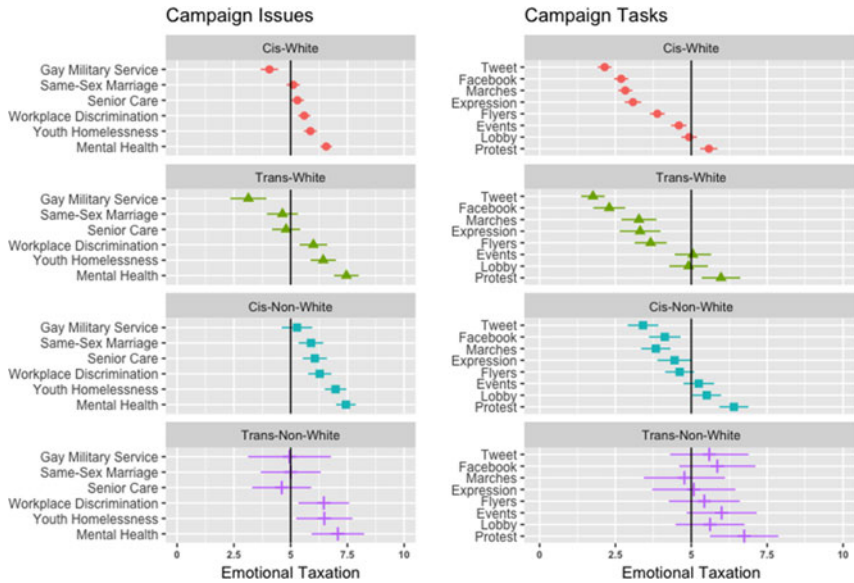 Campaign Issues
Cis-White
Gay Military Service
Same-Sex Marriage
Senior Care
Workplace Discrimination
Youth Homelessness
Mental Health
Trans-White
Gay Military Service
Same-Sex Marriage
Senior Care
Workplace Discrimination
Youth Homelessness
Mental Health
Cis-Non-White
Gay Military Service
Same-Sex Marriage
Senior Care
Workplace Discrimination
Youth Homelessness
Mental Health
Trans-Non-White
Gay Military Service
Same-Sex Marriage
Senior Care
Workplace Discrimination
Youth Homelessness
Mental Health
0 2.5 5 7.5 10
Emotional Taxation
Campaign Tasks
Cis-White
Tweet
Facebook
Marches
Expression
Flyers
Events
Lobby
Protest
Trans-White
Tweet
Facebook
Marches
Expression
Flyers
Events
Lobby
Protest
Cis-Non-White
Tweet
Facebook
Marches
Expression
Flyers
Events
Lobby
Protest
Trans-Non-White
Tweet
Facebook
Marches
Expression
Flyers
Events
Lobby
Protest
0 2.5 5 7.5 10
Emotional Taxation